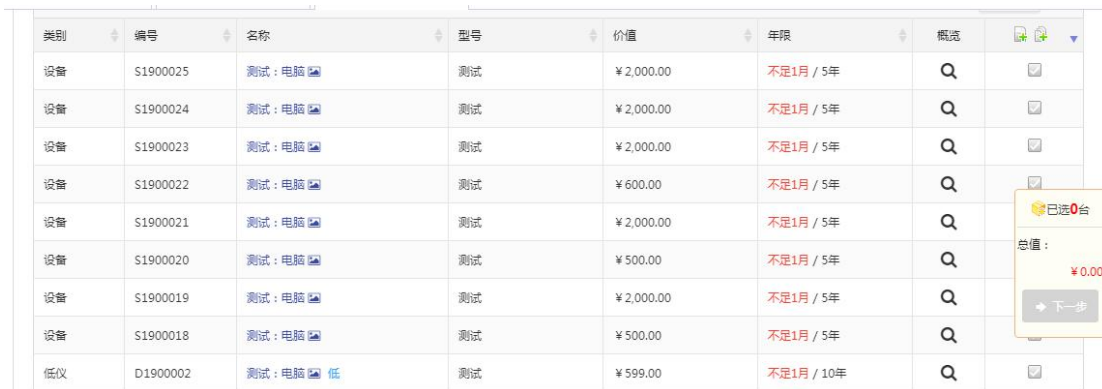 类别 编号 名称 型号 价值 年限 概览
设备 S1900025 测试：电脑 测试 ¥2,000.00 不足1月 / 5年
设备 S1900024 测试：电脑 测试 ¥2,000.00 不足1月 / 5年
设备 S1900023 测试：电脑 测试 ¥2,000.00 不足1月 / 5年
设备 S1900022 测试：电脑 测试 ¥600.00 不足1月 / 5年
已选0台
设备 S1900021 测试：电脑 测试 ¥2,000.00 不足1月 / 5年
总值：
设备 S1900020 测试：电脑 测试 ¥500.00 不足1月 / 5年
¥0.00
设备 S1900019 测试：电脑 测试 ¥2,000.00 不足1月 / 5年
下一步
设备 S1900018 测试：电脑 测试 ¥500.00 不足1月 / 5年
低仪 D1900002 测试：电脑 低 测试 ¥599.00 不足1月 / 10年